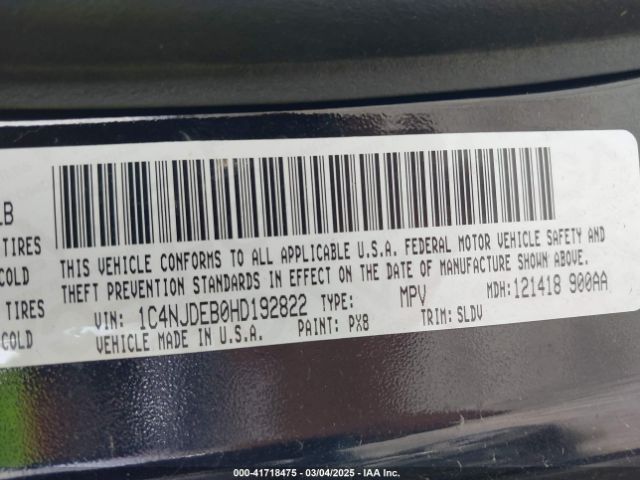 LB
TIRES
COLD
TIRES
COLD
THIS VEHICLE CONFORMS TO ALL APPLICABLE U.S.A. FEDERAL MOTOR VEHICLE SAFETY AND
THEFT PREVENTION STANDARDS IN EFFECT ON THE DATE OF MANUFACTURE SHOWN ABOVE.
VIN: 1C4NJDEB0HD192822 TYPE: MPV MDH: 121418 900AA
VEHICLE MADE IN U.S.A. PAINT: PX8 TRIM: SLDV
000-41718475 - 03/04/2025 - IAA Inc.